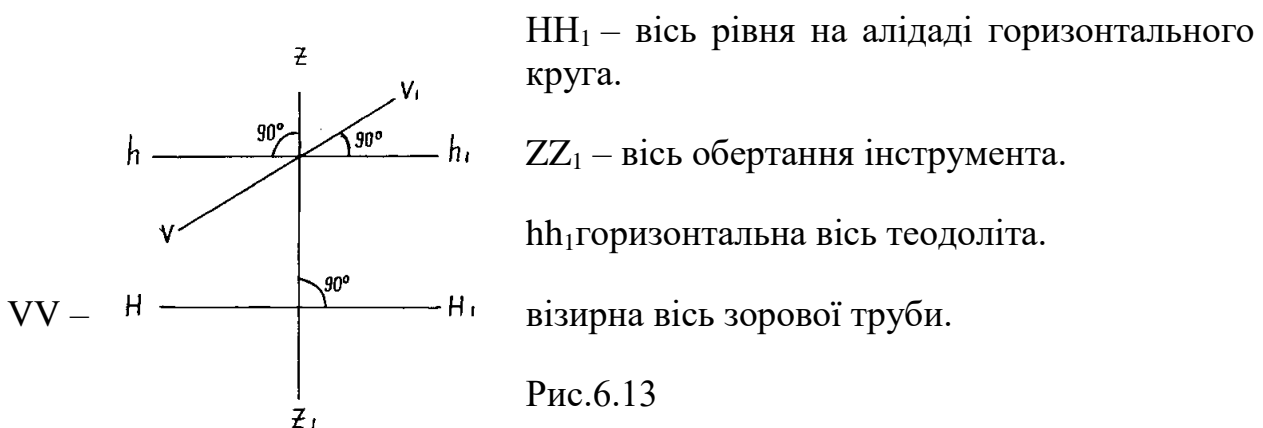 HH₁ – вісь рівня на алідаді горизонтального
круга.
Z
V₁
90° 90°
h h₁
ZZ₁ – вісь обертання інструмента.
V
hh₁горизонтальна вісь теодоліта.
90°
VV –
H H₁
візирна вісь зорової труби.
Рис.6.13
Z₁